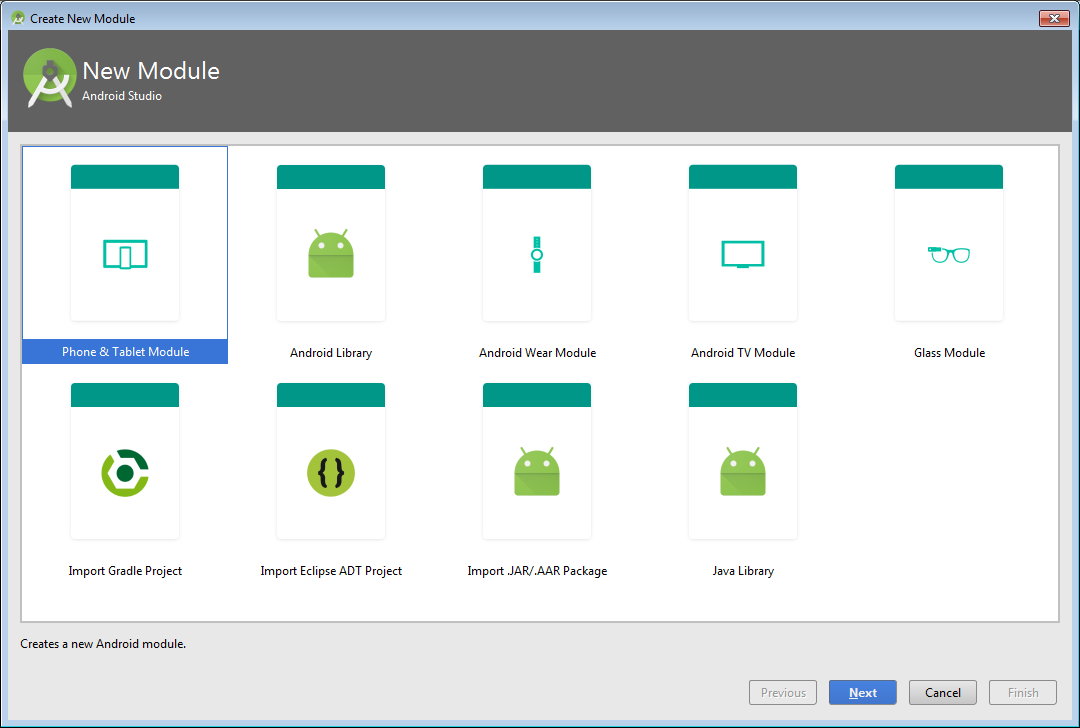 Create New Module
New Module
Android Studio
Phone & Tablet Module
Android Library
Android Wear Module
Android TV Module
Glass Module
{}
Import Gradle Project
Import Eclipse ADT Project
Import .JAR/.AAR Package
Java Library
Creates a new Android module.
Previous
Next
Cancel
Finish